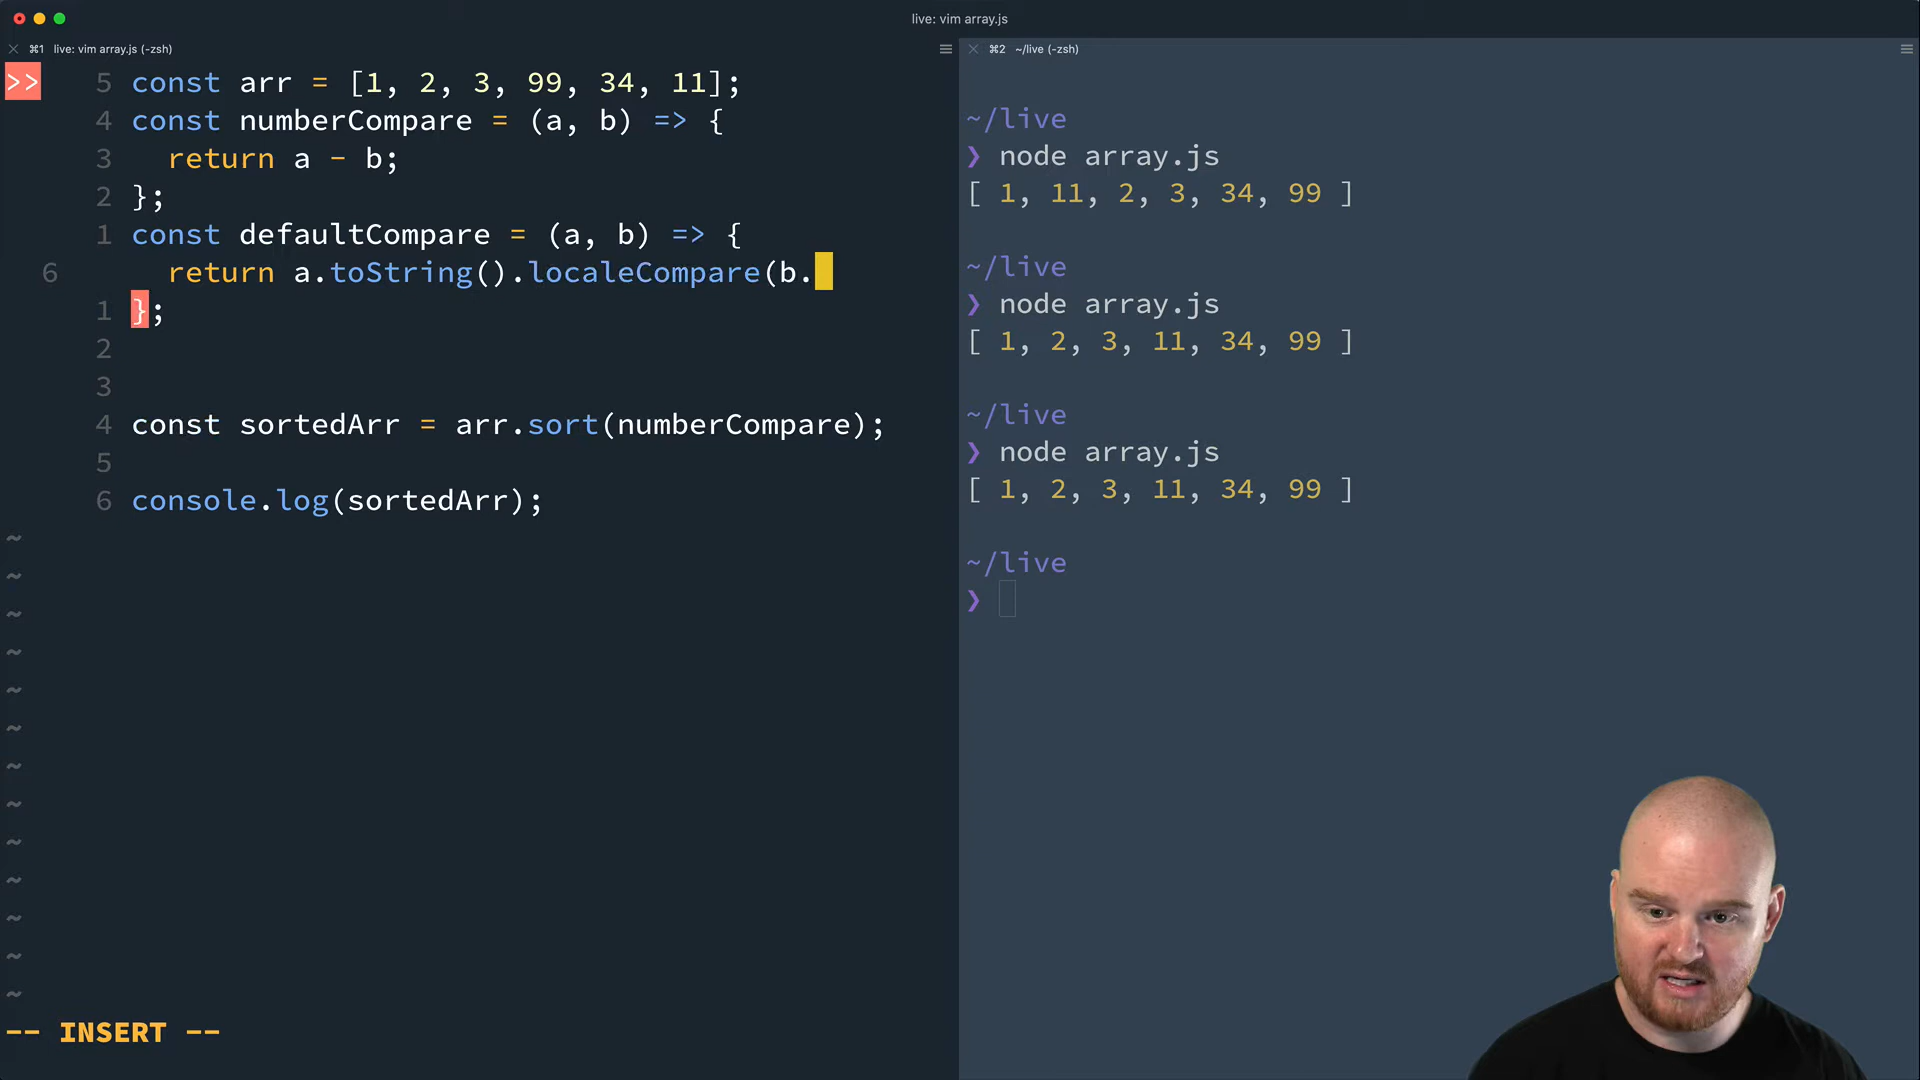 live: vim array.js
⌘1 live: vim array.js (-zsh)
>> 5 const arr = [1, 2, 3, 99, 34, 11];
4 const numberCompare = (a, b) => {
3 return a - b;
2 };
1 const defaultCompare = (a, b) => {
6 return a.toString().localeCompare(b.
1 };
2
3
4 const sortedArr = arr.sort(numberCompare);
5
6 console.log(sortedArr);
~
~
~
~
~
~
~
~
~
~
~
~
~
-- INSERT --
⌘2 ~/live (-zsh)
~/live
❯ node array.js
[ 1, 11, 2, 3, 34, 99 ]
~/live
❯ node array.js
[ 1, 2, 3, 11, 34, 99 ]
~/live
❯ node array.js
[ 1, 2, 3, 11, 34, 99 ]
~/live
❯